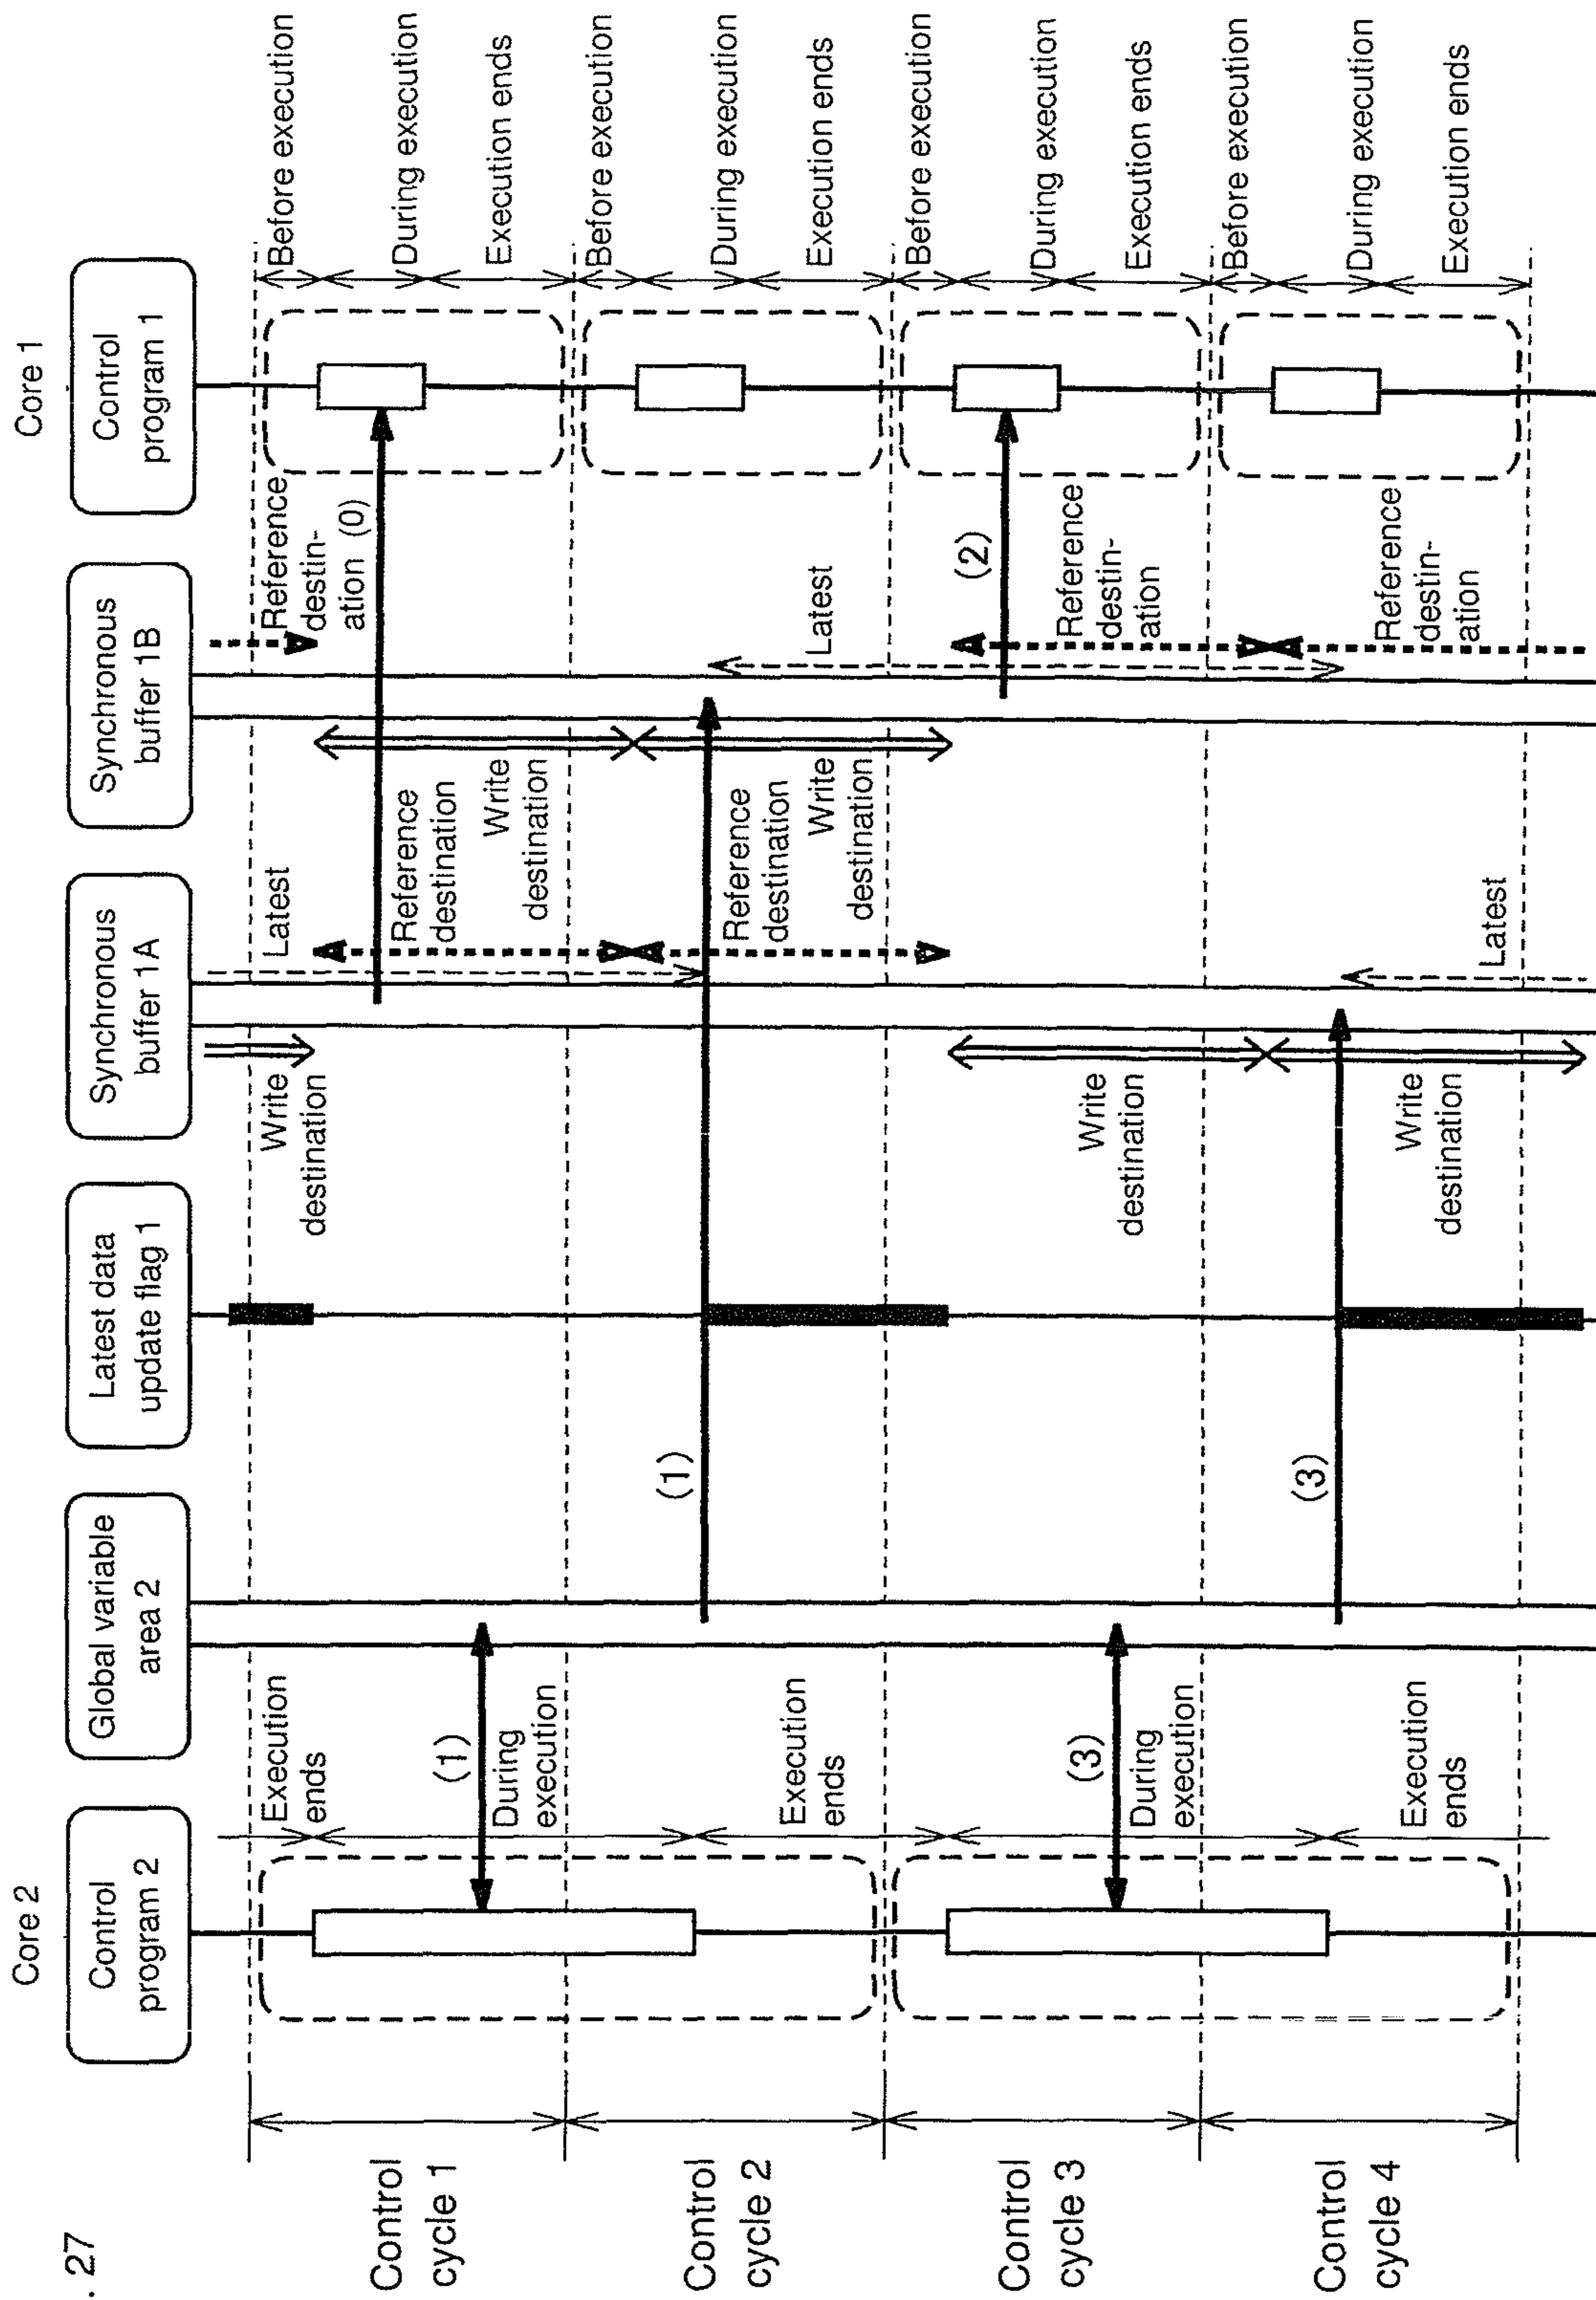 . 27
Core 2
Core 1
Control
program 2
Global variable
area 2
Latest data
update flag 1
Synchronous
buffer 1A
Synchronous
buffer 1B
Control
program 1
Control
cycle 1
Execution
ends
(1)
During
execution
Write
destination
Latest
Reference
destination
Write
destination
Reference
destin-
ation (0)
Before execution
During execution
Execution ends
Control
cycle 2
Execution
ends
(1)
Reference
destination
Write
destination
Latest
Before execution
During execution
Execution ends
Control
cycle 3
(3)
During
execution
Write
destination
(2)
Reference
destin-
ation
Before execution
During execution
Execution ends
Control
cycle 4
Execution
ends
(3)
Write
destination
Latest
Reference
destin-
ation
Before execution
During execution
Execution ends